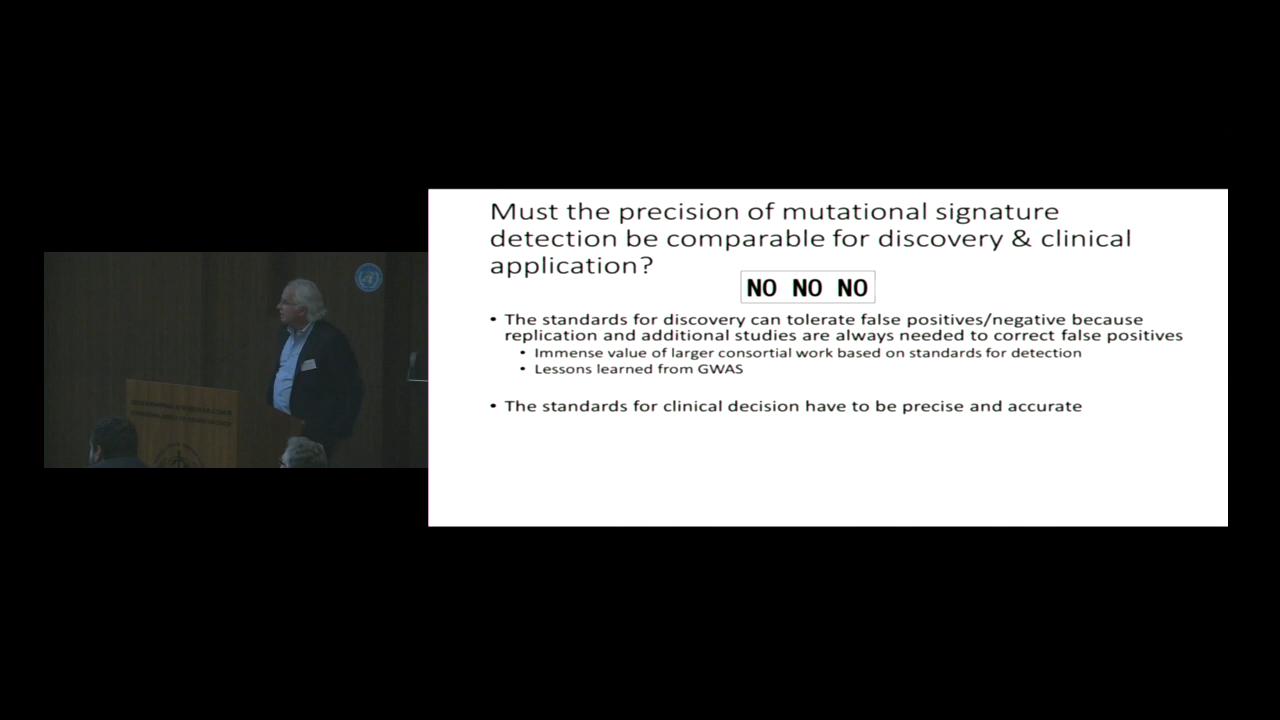 Must the precision of mutational signature
detection be comparable for discovery & clinical
application?
NO NO NO
• The standards for discovery can tolerate false positives/negative because
replication and additional studies are always needed to correct false positives
• Immense value of larger consortial work based on standards for detection
• Lessons learned from GWAS
• The standards for clinical decision have to be precise and accurate